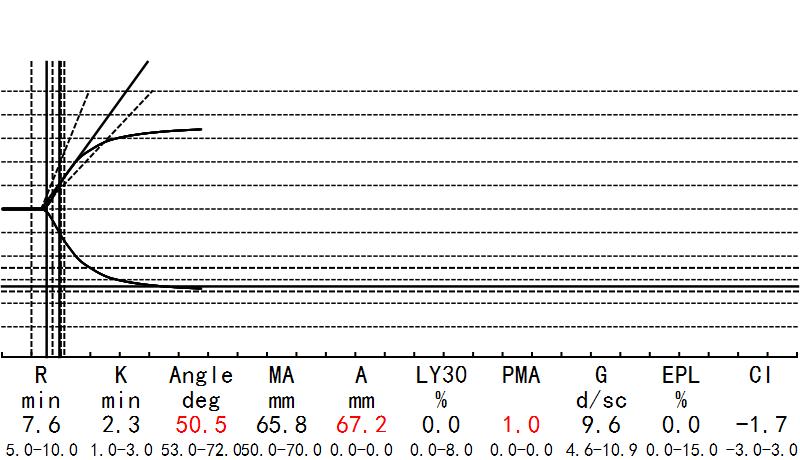 R K Angle MA A LY30 PMA G EPL CI
min min deg mm mm % d/sc %
7.6 2.3 50.5 65.8 67.2 0.0 1.0 9.6 0.0 -1.7
5.0-10.0 1.0-3.0 53.0-72.0 50.0-70.0 0.0-0.0 0.0-8.0 0.0-0.0 4.6-10.9 0.0-15.0 -3.0-3.0